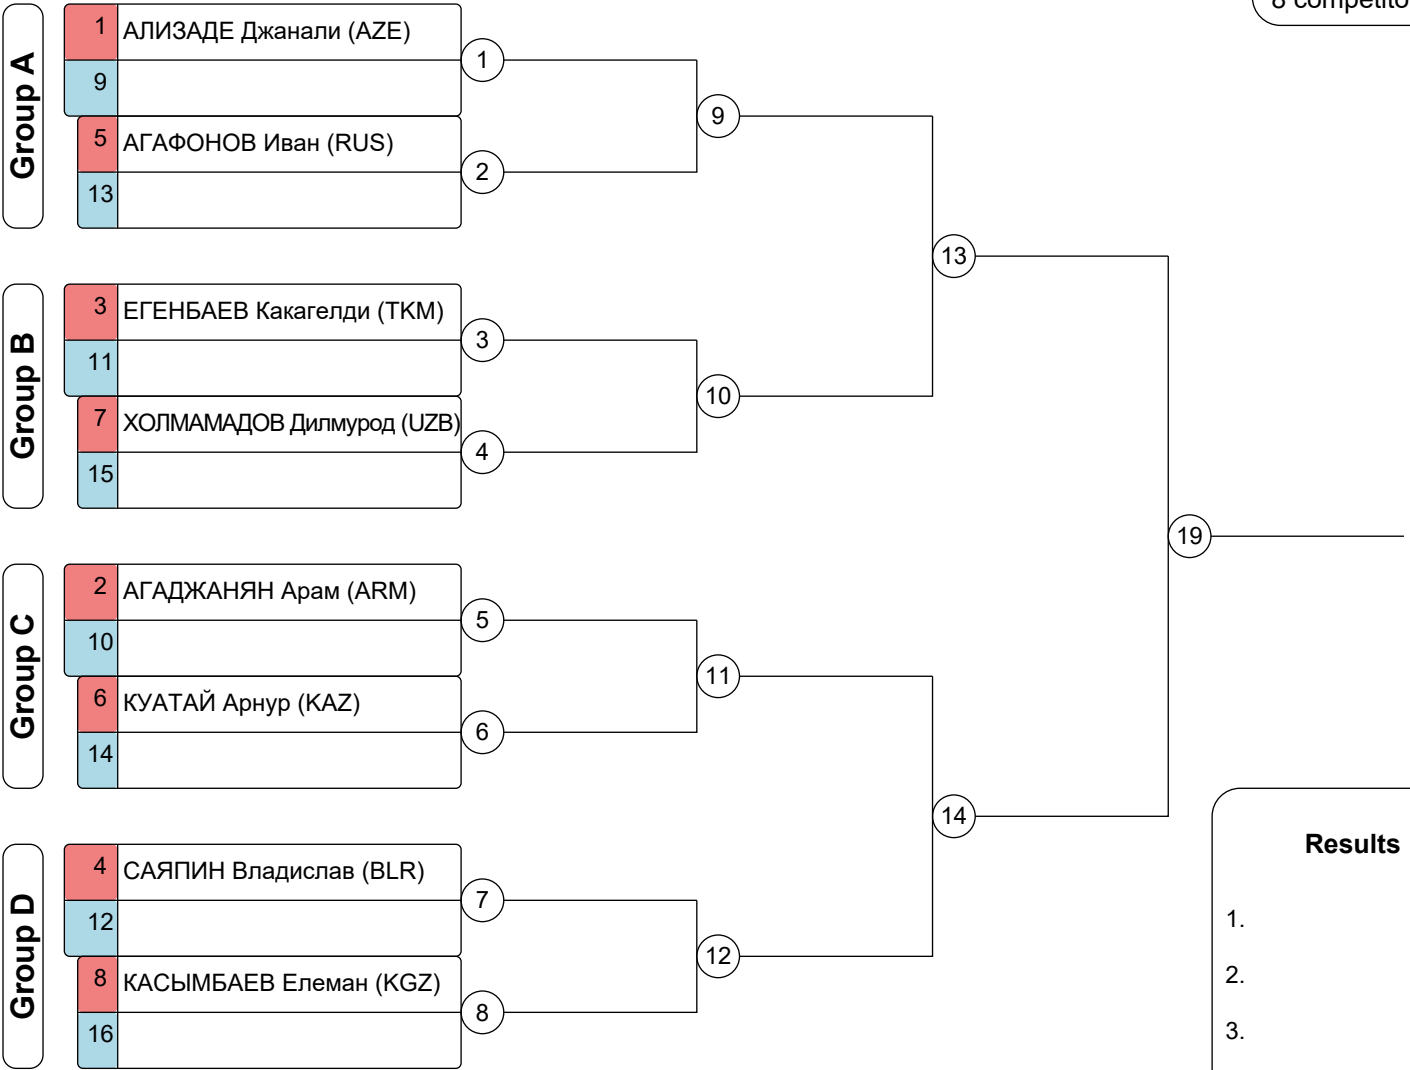 8 competito
Group A
1 АЛИЗАДЕ Джанали (AZE)
9
5 АГАФОНОВ Иван (RUS)
13
1
2
9
Group B
3 ЕГЕНБАЕВ Какагелди (TKM)
11
7 ХОЛМАМАДОВ Дилмурод (UZB)
15
3
4
10
13
Group C
2 АГАДЖАНЯН Арам (ARM)
10
6 КУАТАЙ Арнур (KAZ)
14
5
6
11
Group D
4 САЯПИН Владислав (BLR)
12
8 КАСЫМБАЕВ Елеман (KGZ)
16
7
8
12
14
19
Results
1.
2.
3.